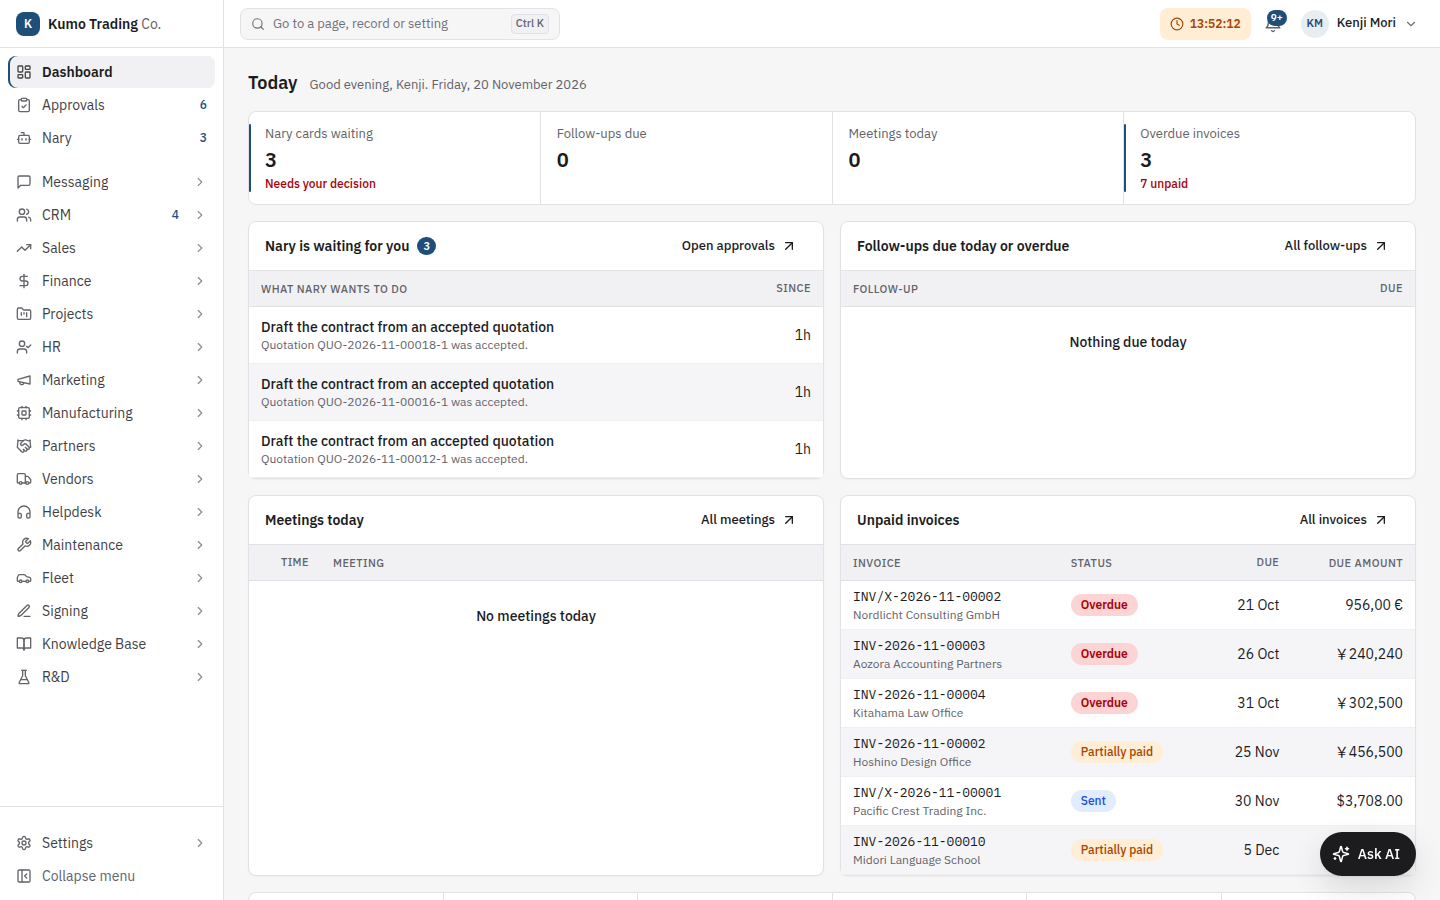 K Kumo Trading Co.
Go to a page, record or setting Ctrl K
13:52:12
9+
KM Kenji Mori
Dashboard
Approvals 6
Nary 3
Messaging
CRM 4
Sales
Finance
Projects
HR
Marketing
Manufacturing
Partners
Vendors
Helpdesk
Maintenance
Fleet
Signing
Knowledge Base
R&D
Settings
Collapse menu
Today Good evening, Kenji. Friday, 20 November 2026
Nary cards waiting
3
Needs your decision
Follow-ups due
0
Meetings today
0
Overdue invoices
3
7 unpaid
Nary is waiting for you 3 Open approvals
WHAT NARY WANTS TO DO SINCE
Draft the contract from an accepted quotation
Quotation QUO-2026-11-00018-1 was accepted.
1h
Draft the contract from an accepted quotation
Quotation QUO-2026-11-00016-1 was accepted.
1h
Draft the contract from an accepted quotation
Quotation QUO-2026-11-00012-1 was accepted.
1h
Follow-ups due today or overdue All follow-ups
FOLLOW-UP DUE
Nothing due today
Meetings today All meetings
TIME MEETING
No meetings today
Unpaid invoices All invoices
INVOICE STATUS DUE DUE AMOUNT
INV/X-2026-11-00002
Nordlicht Consulting GmbH
Overdue 21 Oct 956,00 €
INV-2026-11-00003
Aozora Accounting Partners
Overdue 26 Oct ¥240,240
INV-2026-11-00004
Kitahama Law Office
Overdue 31 Oct ¥302,500
INV-2026-11-00002
Hoshino Design Office
Partially paid 25 Nov ¥456,500
INV/X-2026-11-00001
Pacific Crest Trading Inc.
Sent 30 Nov $3,708.00
INV-2026-11-00010
Midori Language School
Partially paid 5 Dec
Ask AI